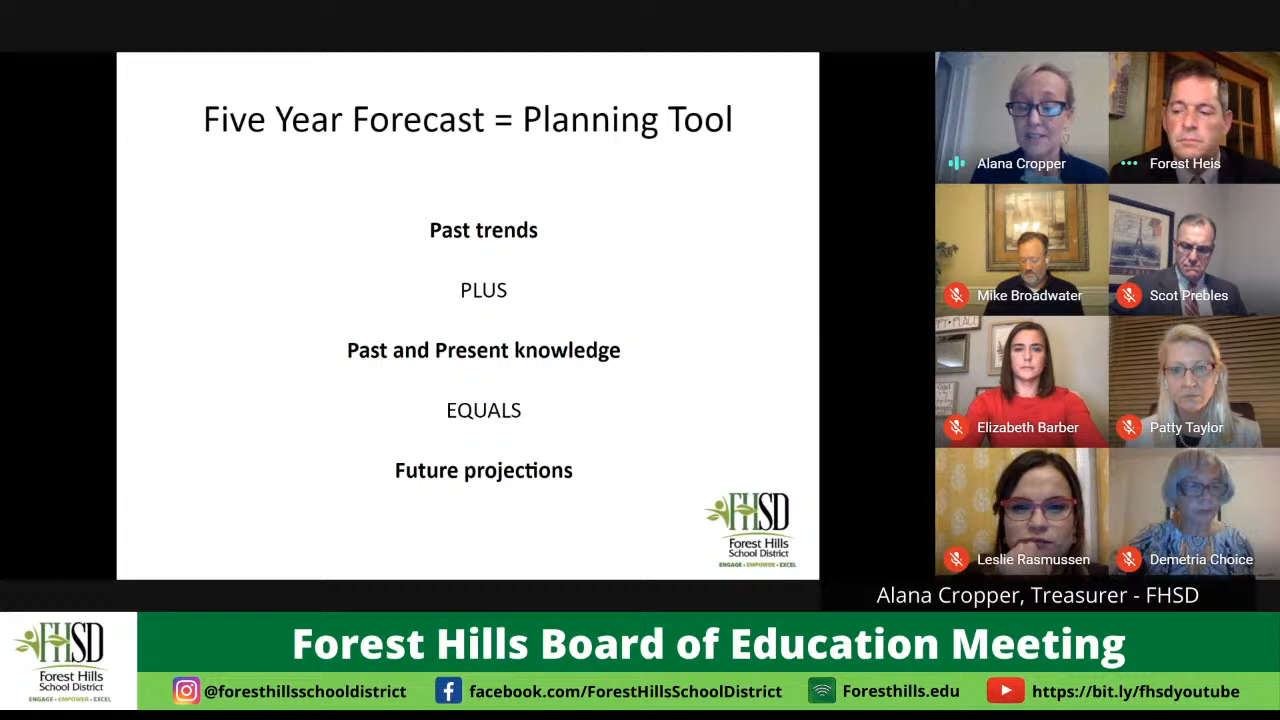 Five Year Forecast = Planning Tool
Past trends
PLUS
Past and Present knowledge
EQUALS
Future projections
FHSD
Forest Hills
School District
ENGAGE • EMPOWER • EXCEL
Alana Cropper
Forest Heis
Mike Broadwater
PARIS
Scot Prebles
Elizabeth Barber
Patty Taylor
Leslie Rasmussen
Demetria Choice
Alana Cropper, Treasurer - FHSD
FHSD
Forest Hills
School District
ENGAGE • EMPOWER • EXCEL
Forest Hills Board of Education Meeting
@foresthillsschooldistrict
facebook.com/ForestHillsSchoolDistrict
Foresthills.edu
https://bit.ly/fhsdyoutube